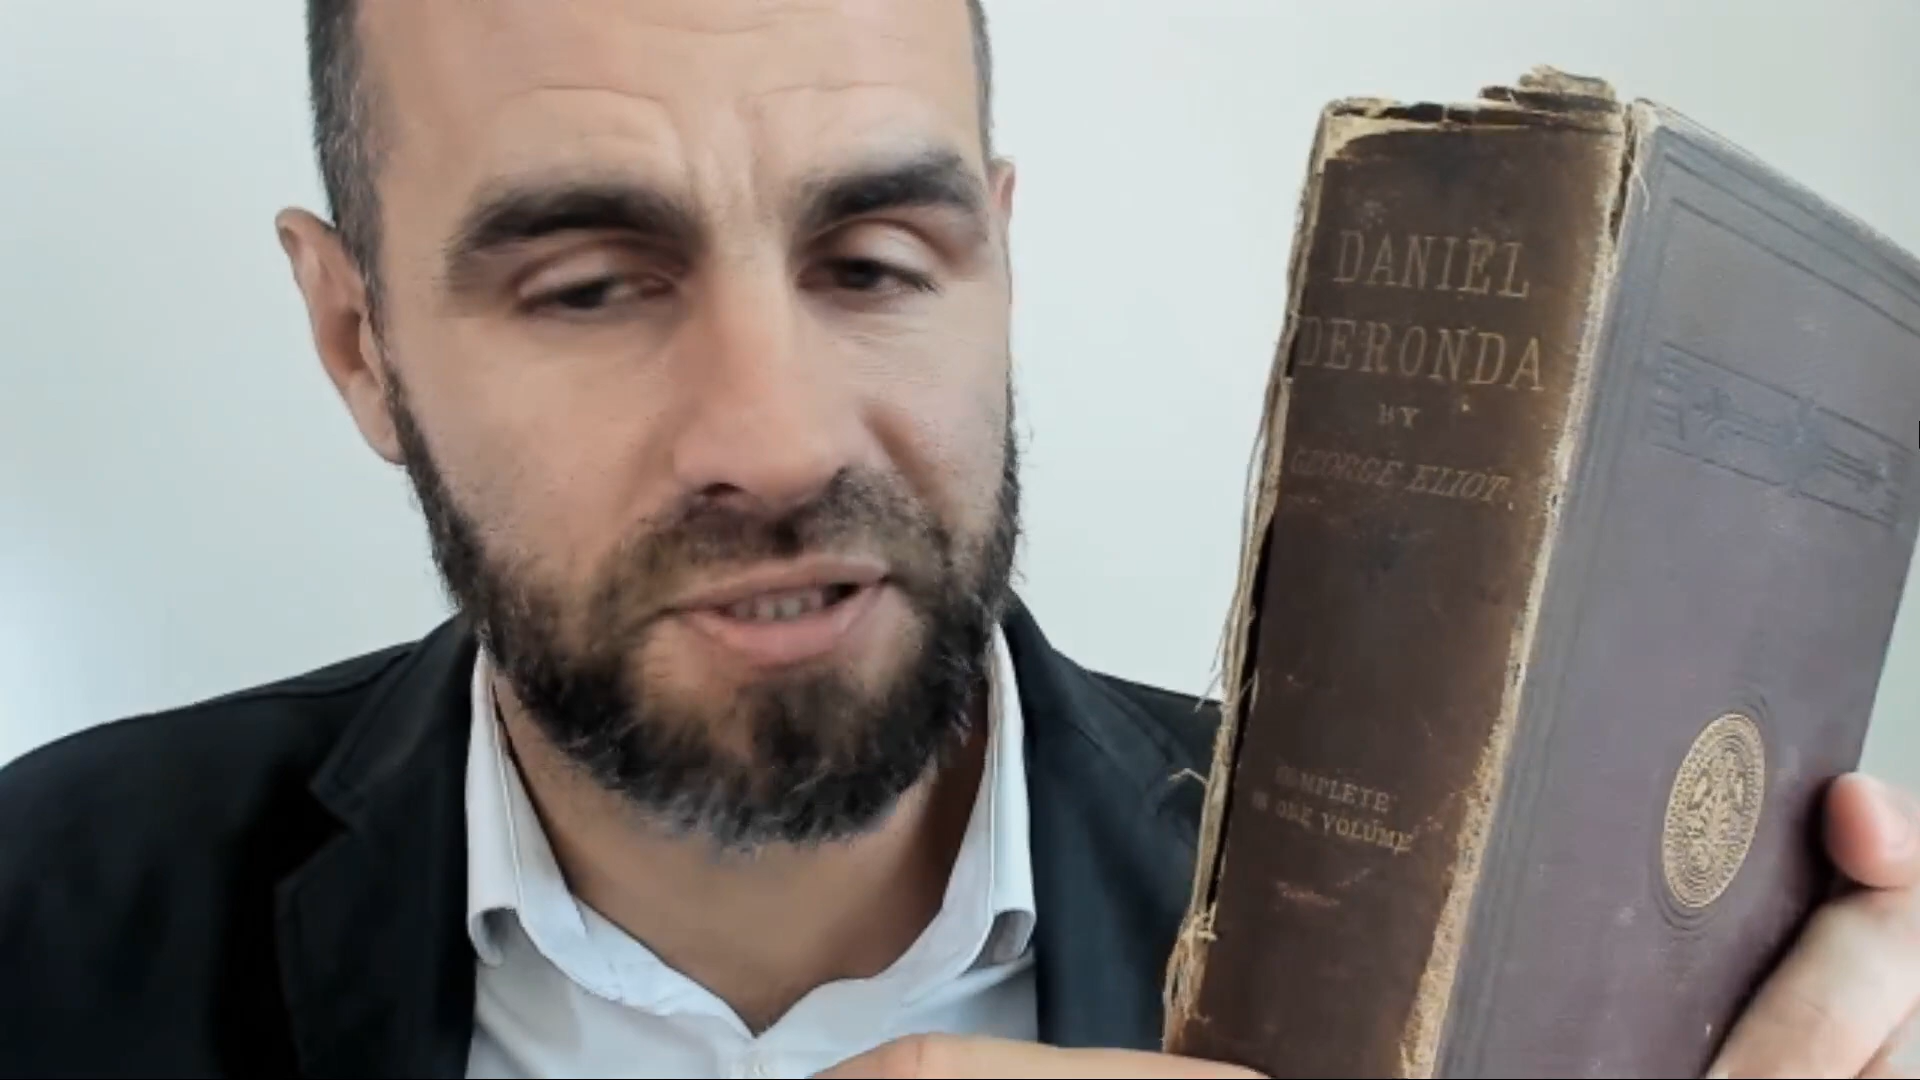 DANIEL
DERONDA
BY
GEORGE ELIOT.
COMPLETE
IN ONE VOLUME